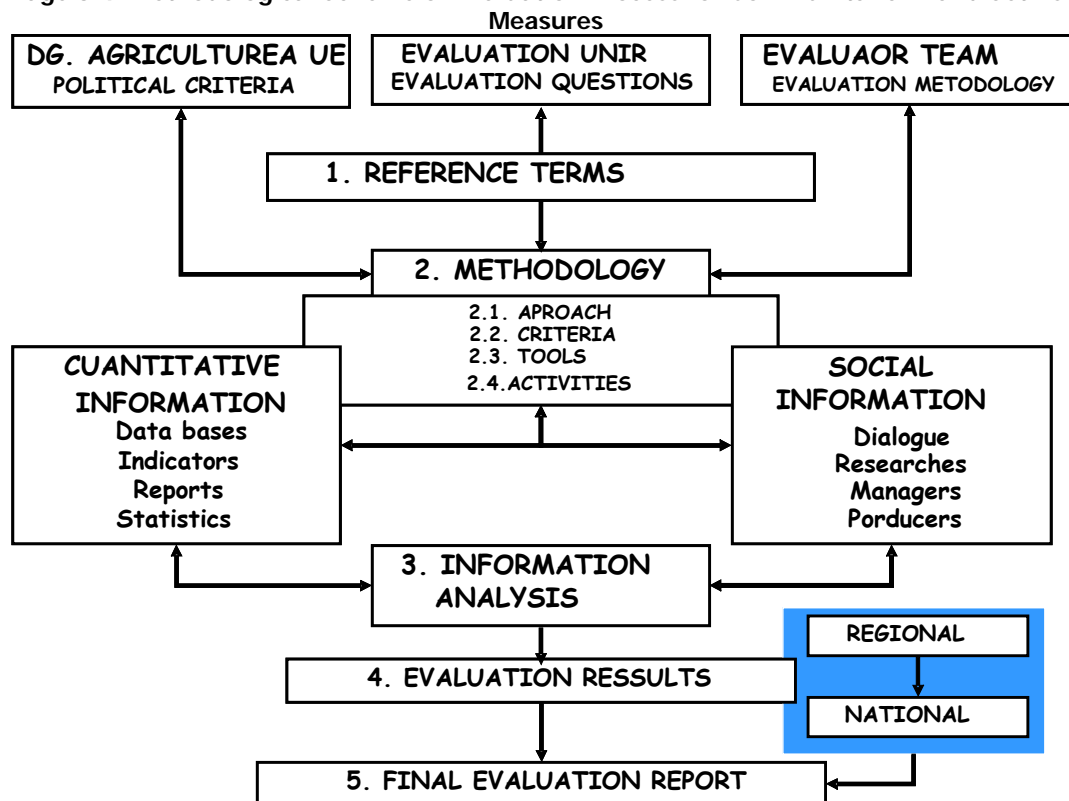 Measures
DG. AGRICULTUREA UE
POLITICAL CRITERIA
EVALUATION UNIR
EVALUATION QUESTIONS
EVALUAOR TEAM
EVALUATION METODOLOGY
1. REFERENCE TERMS
2. METHODOLOGY
2.1. APROACH
2.2. CRITERIA
2.3. TOOLS
2.4.ACTIVITIES
CUANTITATIVE
INFORMATION
Data bases
Indicators
Reports
Statistics
SOCIAL
INFORMATION
Dialogue
Researches
Managers
Porducers
3. INFORMATION
ANALYSIS
REGIONAL
4. EVALUATION RESSULTS
NATIONAL
5. FINAL EVALUATION REPORT